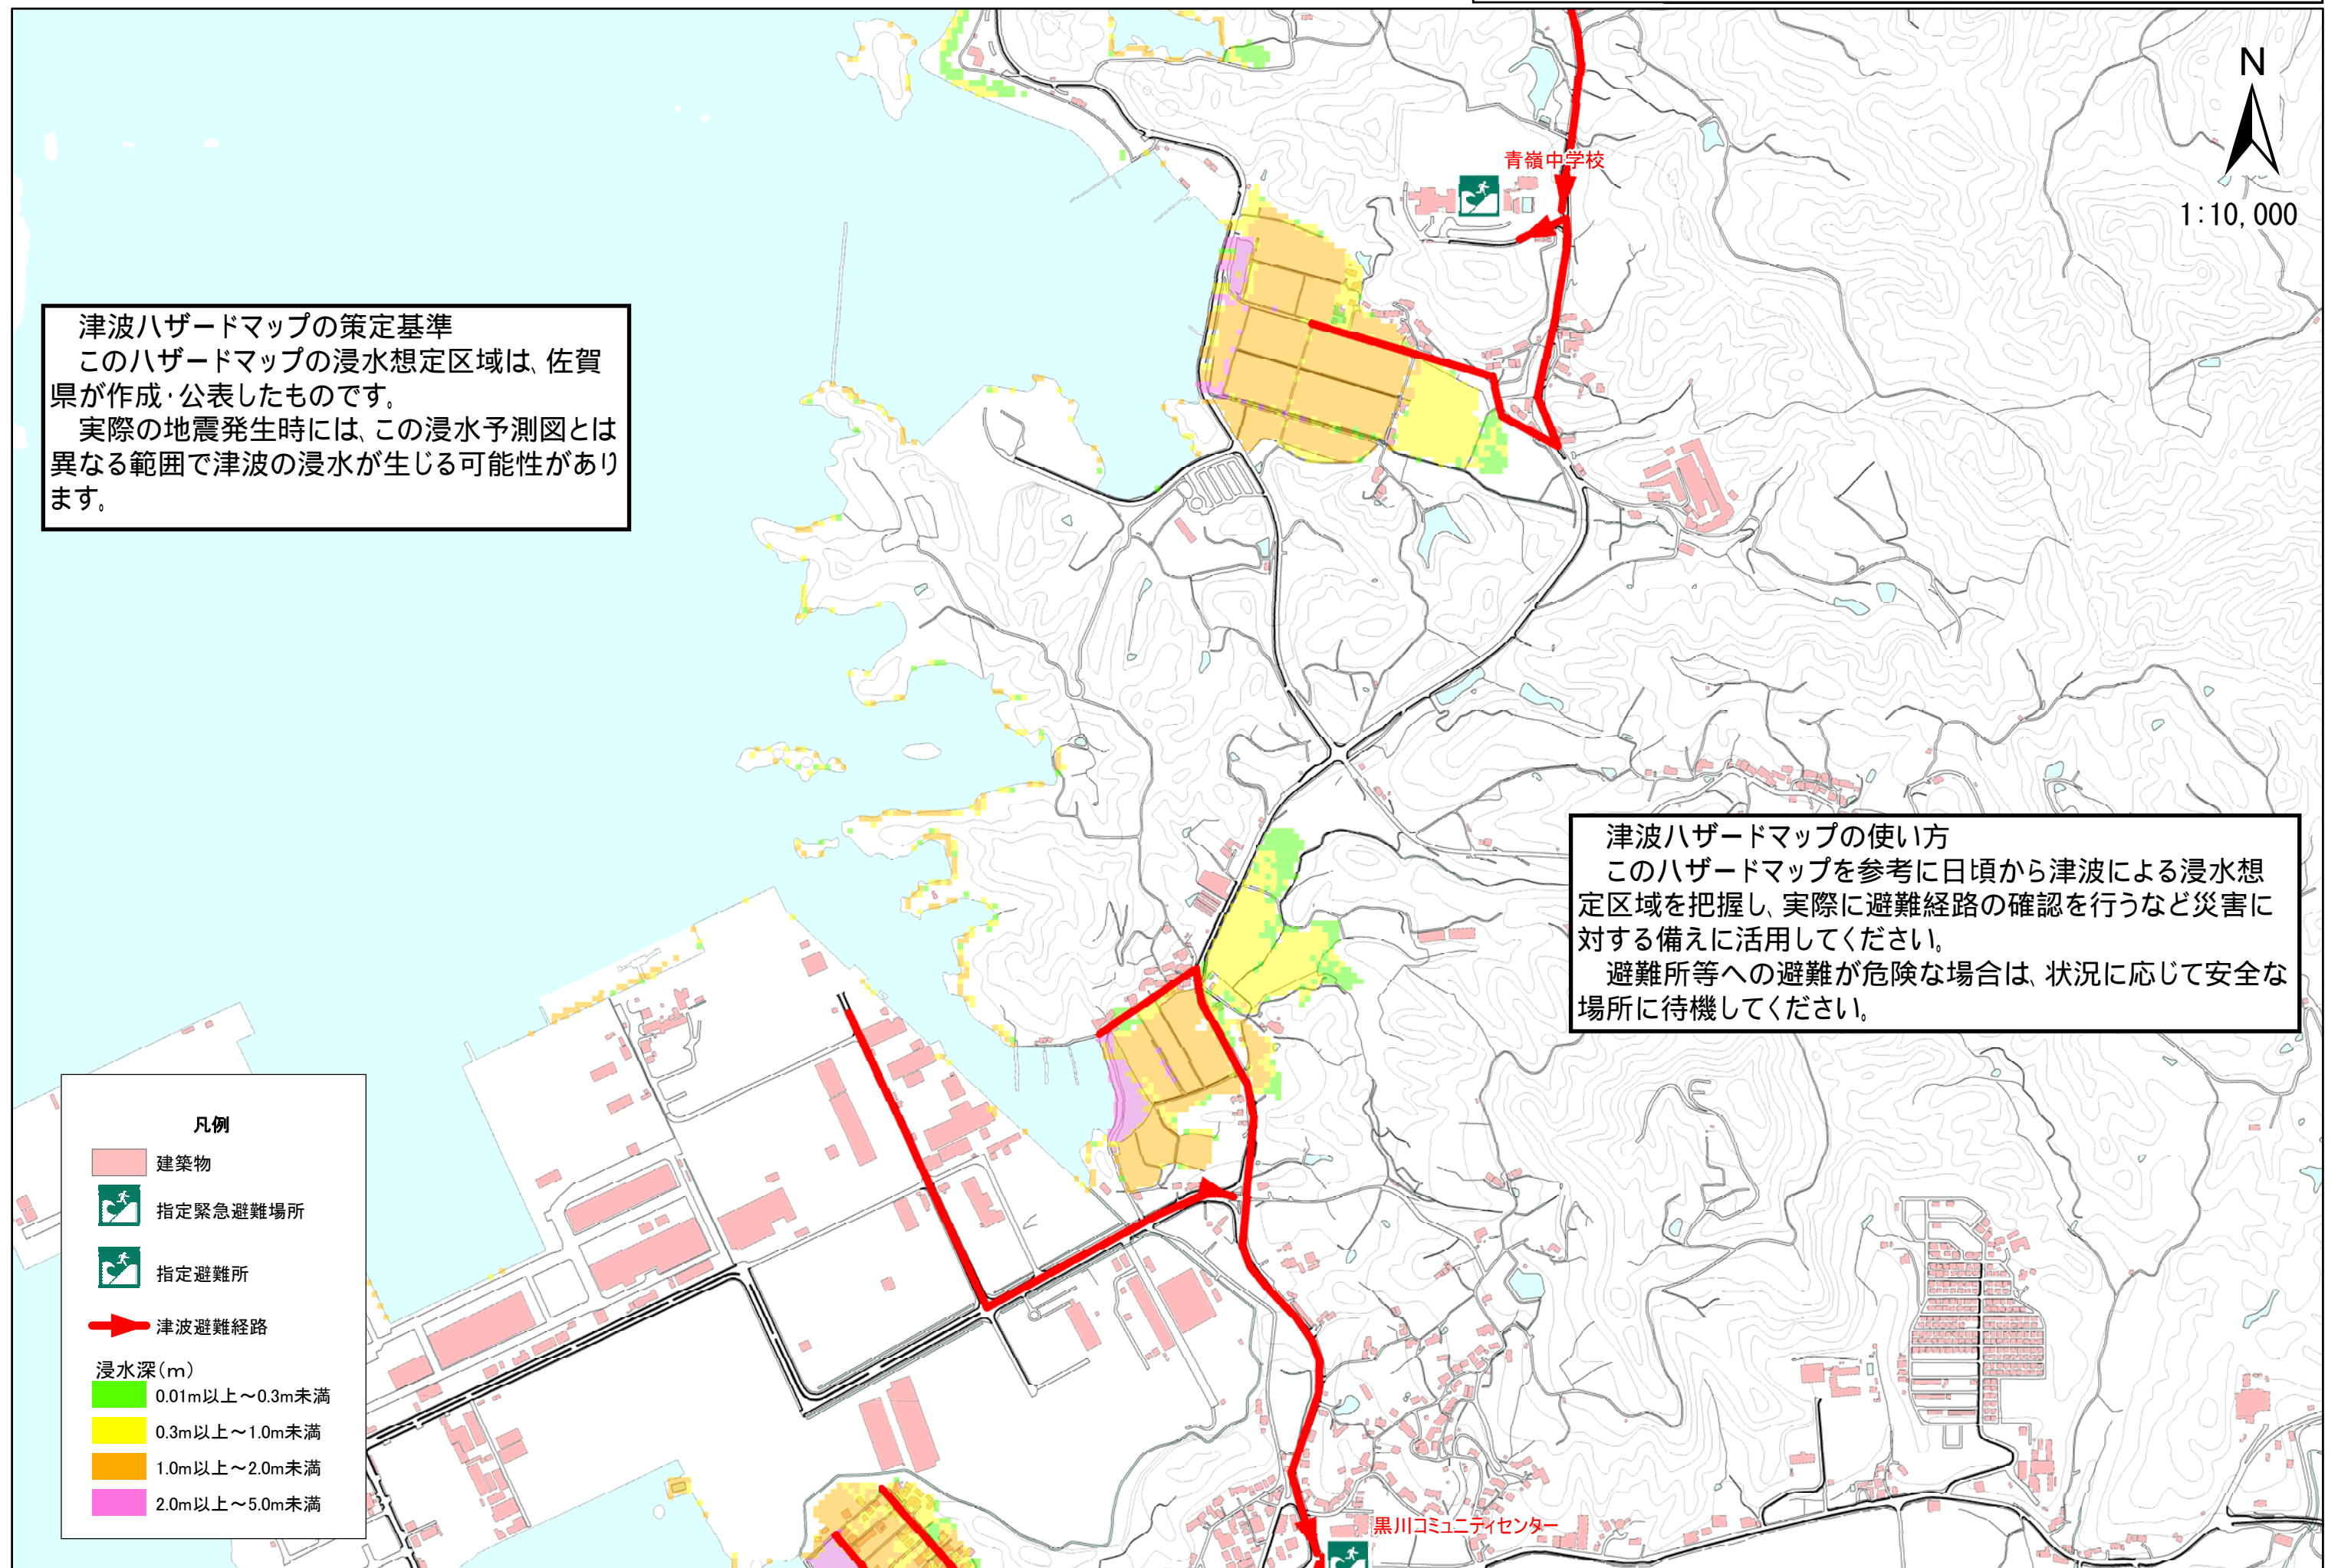 青嶺中学校
N
1:10,000
津波ハザードマップの策定基準
このハザードマップの浸水想定区域は、佐賀
県が作成・公表したものです。
実際の地震発生時には、この浸水予測図とは
異なる範囲で津波の浸水が生じる可能性があり
ます。
津波ハザードマップの使い方
このハザードマップを参考に日頃から津波による浸水想
定区域を把握し、実際に避難経路の確認を行うなど災害に
対する備えに活用してください。
避難所等への避難が危険な場合は、状況に応じて安全な
場所に待機してください。
凡例
建築物
指定緊急避難場所
指定避難所
津波避難経路
浸水深(m)
0.01m以上～0.3m未満
0.3m以上～1.0m未満
1.0m以上～2.0m未満
2.0m以上～5.0m未満
黒川コミュニティセンター